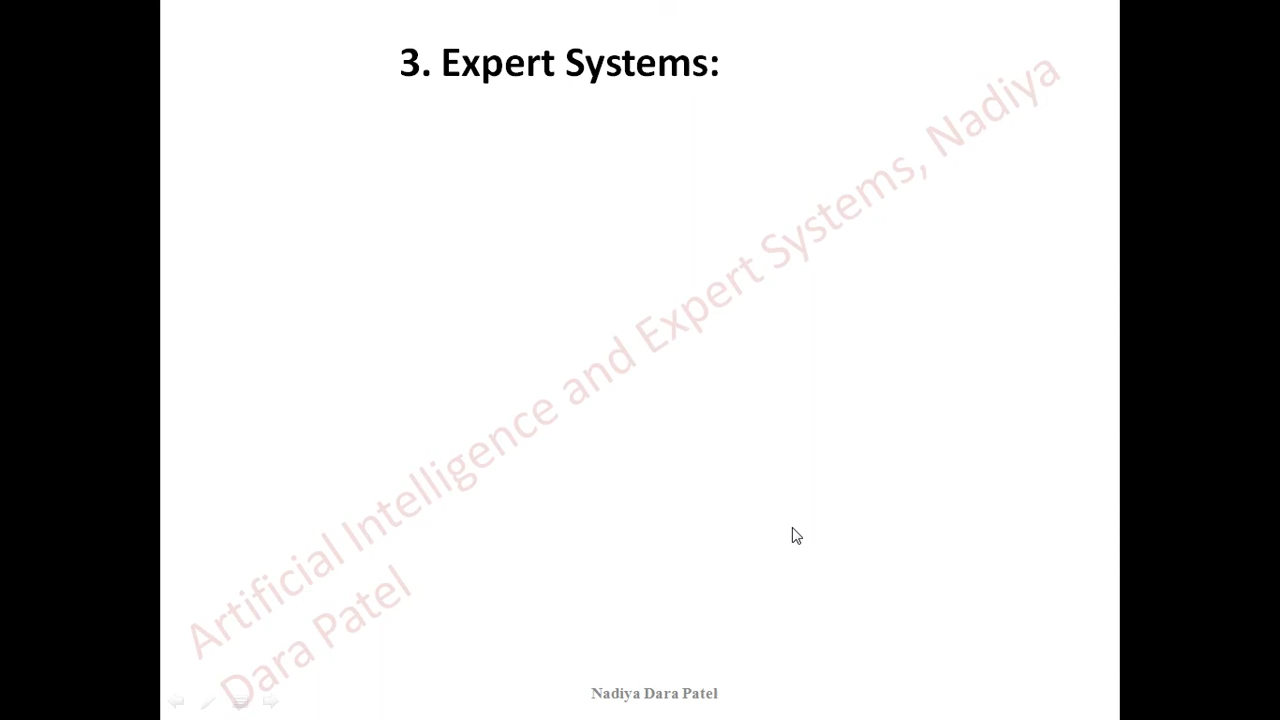 3. Expert Systems:
Artificial Intelligence and Expert Systems, Nadiya
Dara Patel
Nadiya Dara Patel